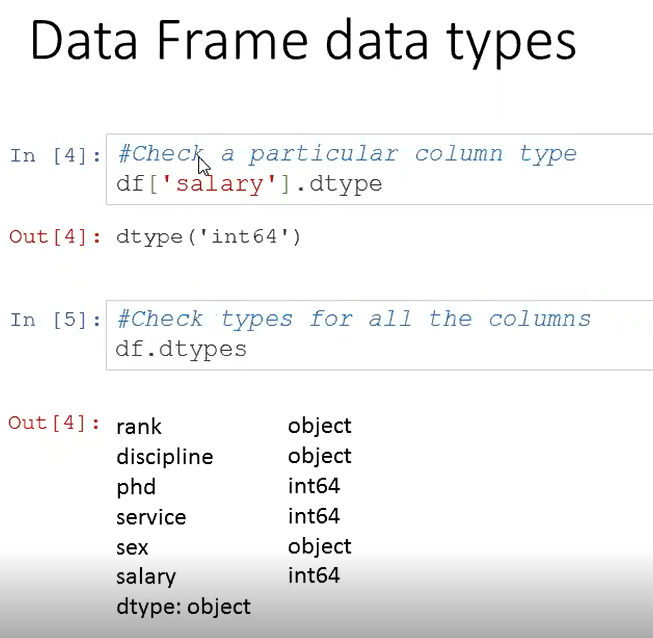 Data Frame data types
In [4]: #Check a particular column type
df['salary'].dtype
Out[4]: dtype('int64')
In [5]: #Check types for all the columns
df.dtypes
Out[4]: rank object
discipline object
phd int64
service int64
sex object
salary int64
dtype: object